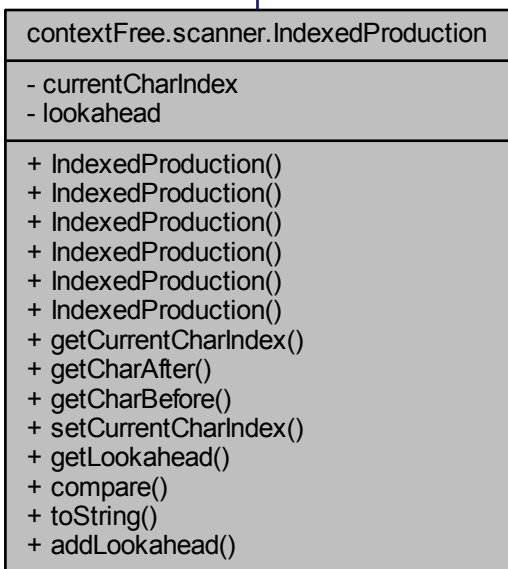 contextFree.scanner.IndexedProduction
- currentCharIndex
- lookahead
+ IndexedProduction()
+ IndexedProduction()
+ IndexedProduction()
+ IndexedProduction()
+ IndexedProduction()
+ IndexedProduction()
+ getCurrentCharIndex()
+ getCharAfter()
+ getCharBefore()
+ setCurrentCharIndex()
+ getLookahead()
+ compare()
+ toString()
+ addLookahead()